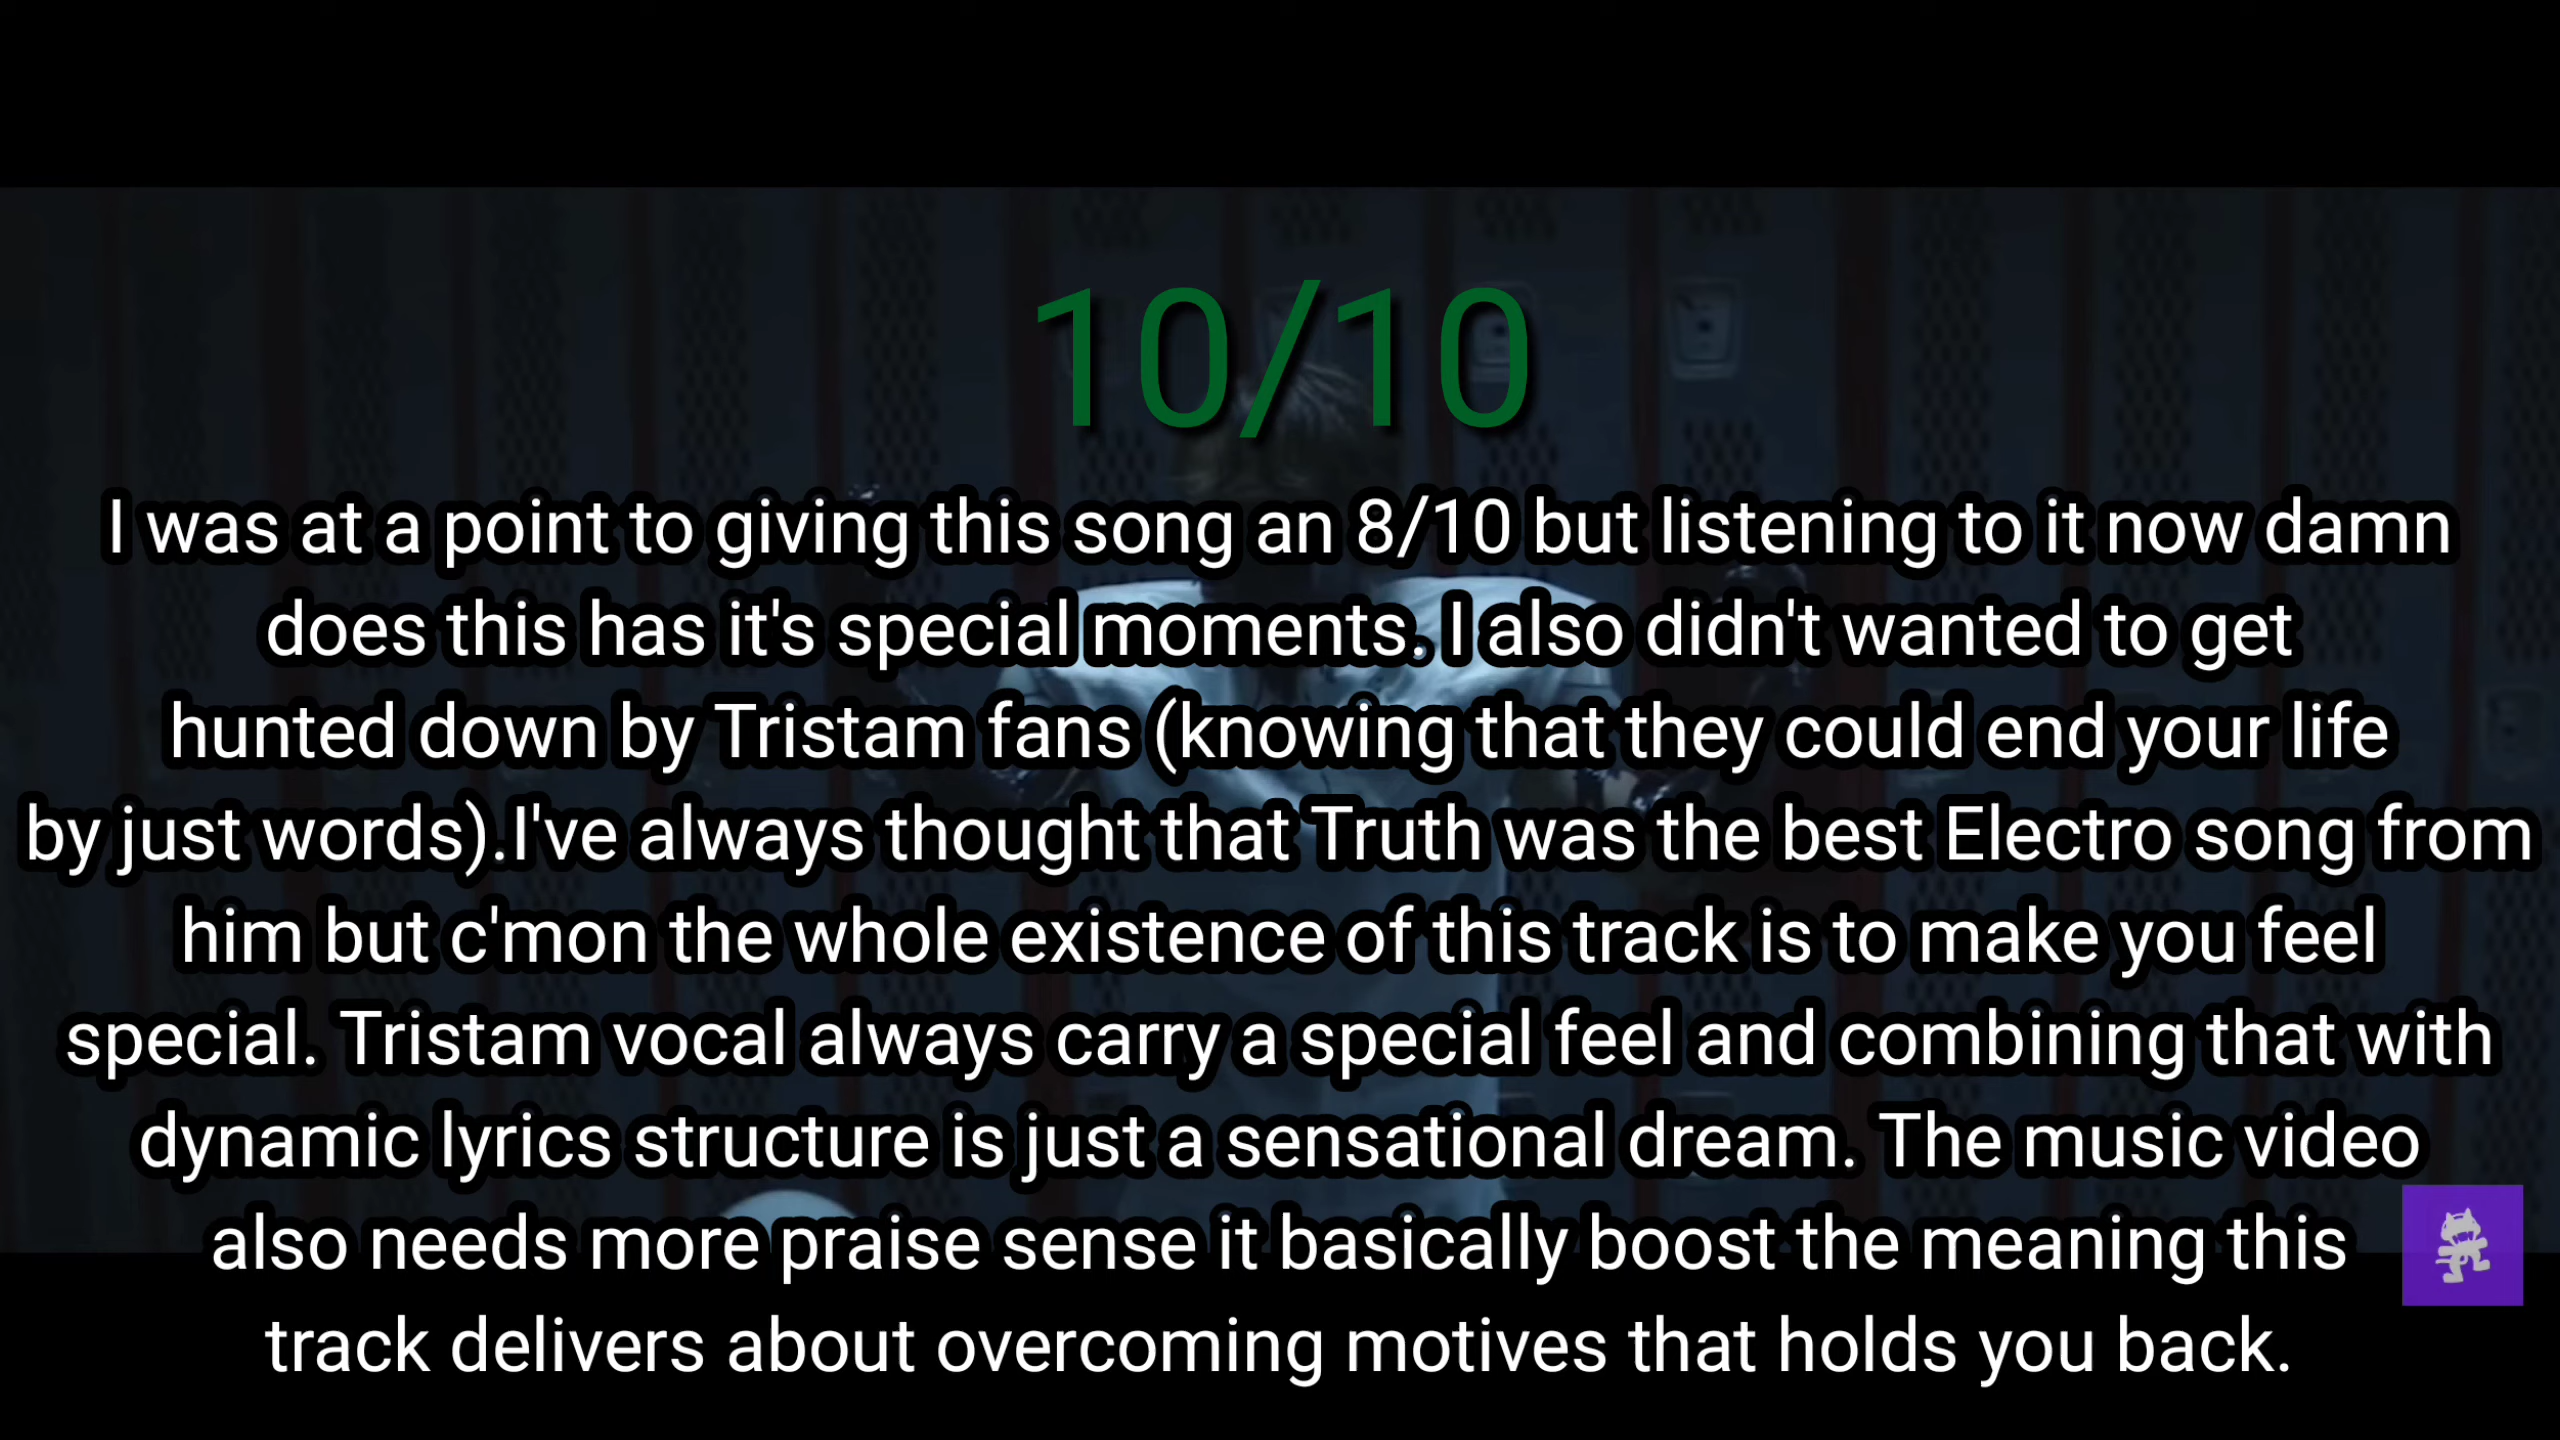 10/10
I was at a point to giving this song an 8/10 but listening to it now damn
does this has it's special moments. I also didn't wanted to get
hunted down by Tristam fans (knowing that they could end your life
by just words).I've always thought that Truth was the best Electro song from
him but c'mon the whole existence of this track is to make you feel
special. Tristam vocal always carry a special feel and combining that with
dynamic lyrics structure is just a sensational dream. The music video
also needs more praise sense it basically boost the meaning this
track delivers about overcoming motives that holds you back.